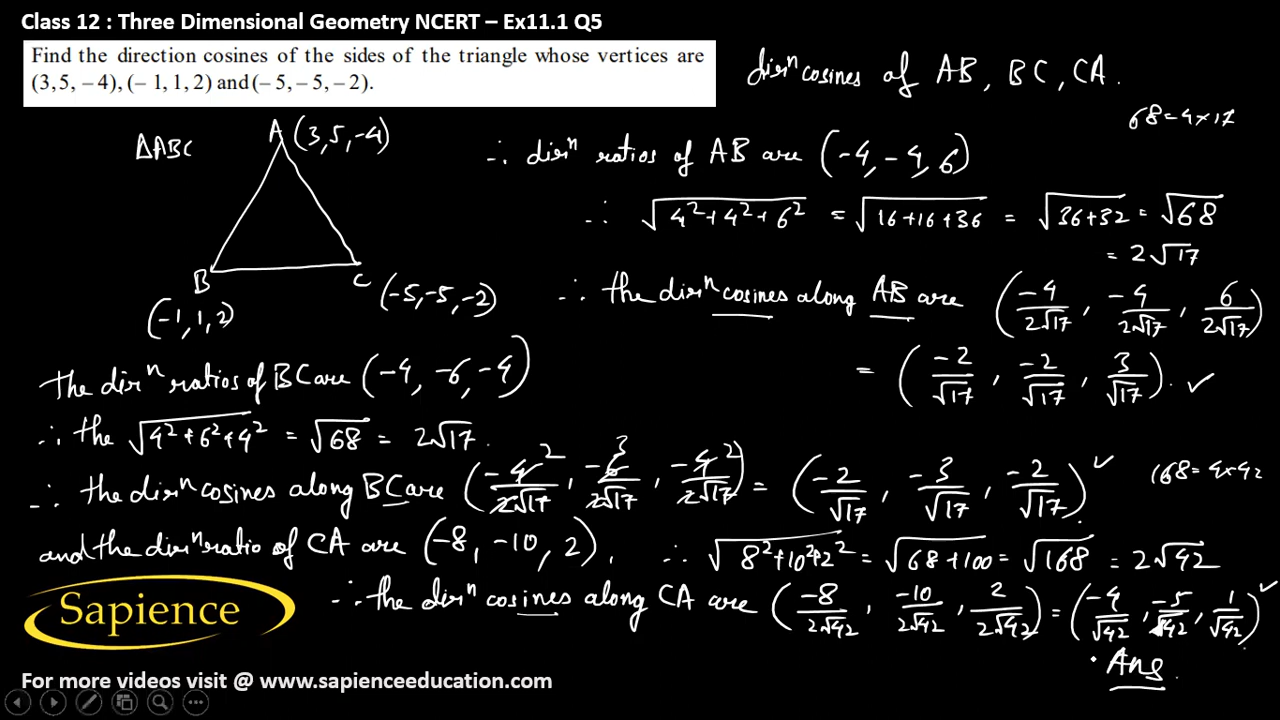 Class 12 : Three Dimensional Geometry NCERT – Ex11.1 Q5
Find the direction cosines of the sides of the triangle whose vertices are
(3, 5, – 4), (– 1, 1, 2) and (– 5, – 5, – 2).
dirⁿ cosines of AB, BC, CA.
68 = 4×17
ΔABC
A (3, 5, -4)
B
(-1, 1, 2)
C (-5, -5, -2)
∴ dirⁿ ratios of AB are (-4, -4, 6)
∴ √(4²+4²+6²) = √(16+16+36) = √(36+32) = √68
= 2√17
∴ the dirⁿ cosines along AB are (-4/2√17, -4/2√17, 6/2√17)
= (-2/√17, -2/√17, 3/√17). ✓
The dirⁿ ratios of BC are (-4, -6, -4)
∴ the √(4²+6²+4²) = √68 = 2√17.
∴ the dirⁿ cosines along BC are (-4²/2√17, -6³/2√17, -4²/2√17) = (-2/√17, -3/√17, -2/√17) ✓
168 = 4×42
and the dirⁿ ratio of CA are (-8, -10, 2), ∴ √(8²+10²+2²) = √(68+100) = √168 = 2√42
∴ the dirⁿ cosines along CA are (-8/2√42, -10/2√42, 2/2√42) = (-4/√42, -5/√42, 1/√42) ✓
Ans
Sapience
For more videos visit @ www.sapienceeducation.com